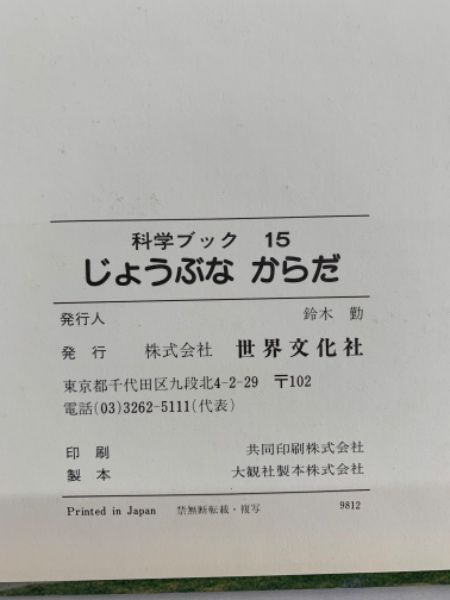 科学ブック 15
じょうぶな からだ
発行人 鈴木 勤
発行 株式会社 世界文化社
東京都千代田区九段北4-2-29 〒102
電話(03)3262-5111(代表)
印刷 共同印刷株式会社
製本 大観社製本株式会社
Printed in Japan 禁無断転載・複写 9812